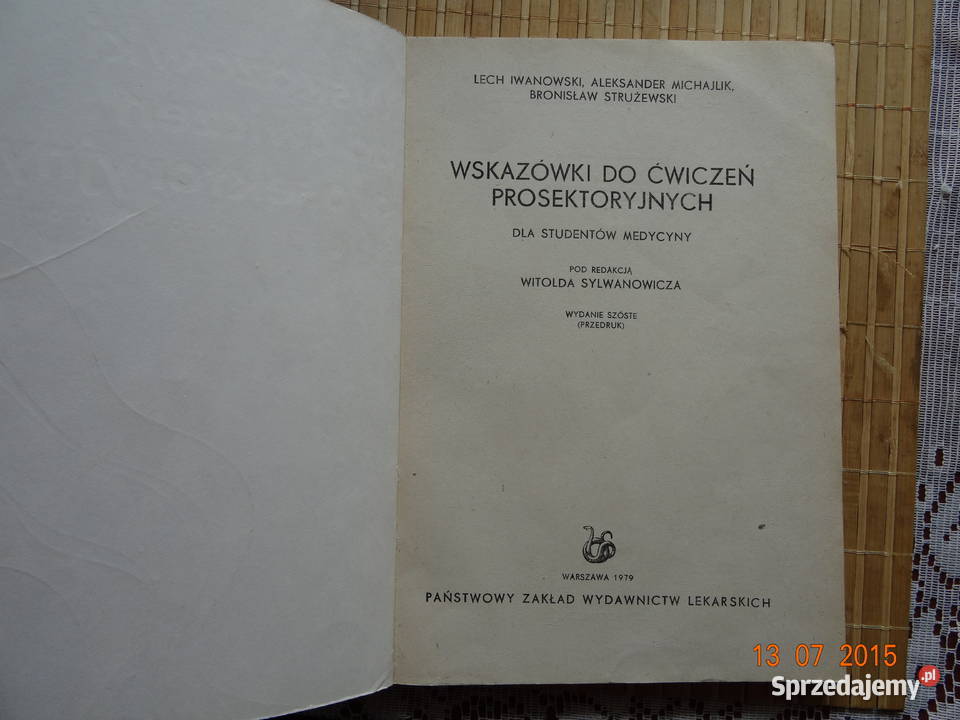 LECH IWANOWSKI, ALEKSANDER MICHAJLIK,
BRONISŁAW STRUŻEWSKI
WSKAZÓWKI DO ĆWICZEŃ
PROSEKTORYJNYCH
DLA STUDENTÓW MEDYCYNY
POD REDAKCJĄ
WITOLDA SYLWANOWICZA
WYDANIE SZÓSTE
(PRZEDRUK)
WARSZAWA 1979
PAŃSTWOWY ZAKŁAD WYDAWNICTW LEKARSKICH
13 07 2015
Sprzedajemy.pl